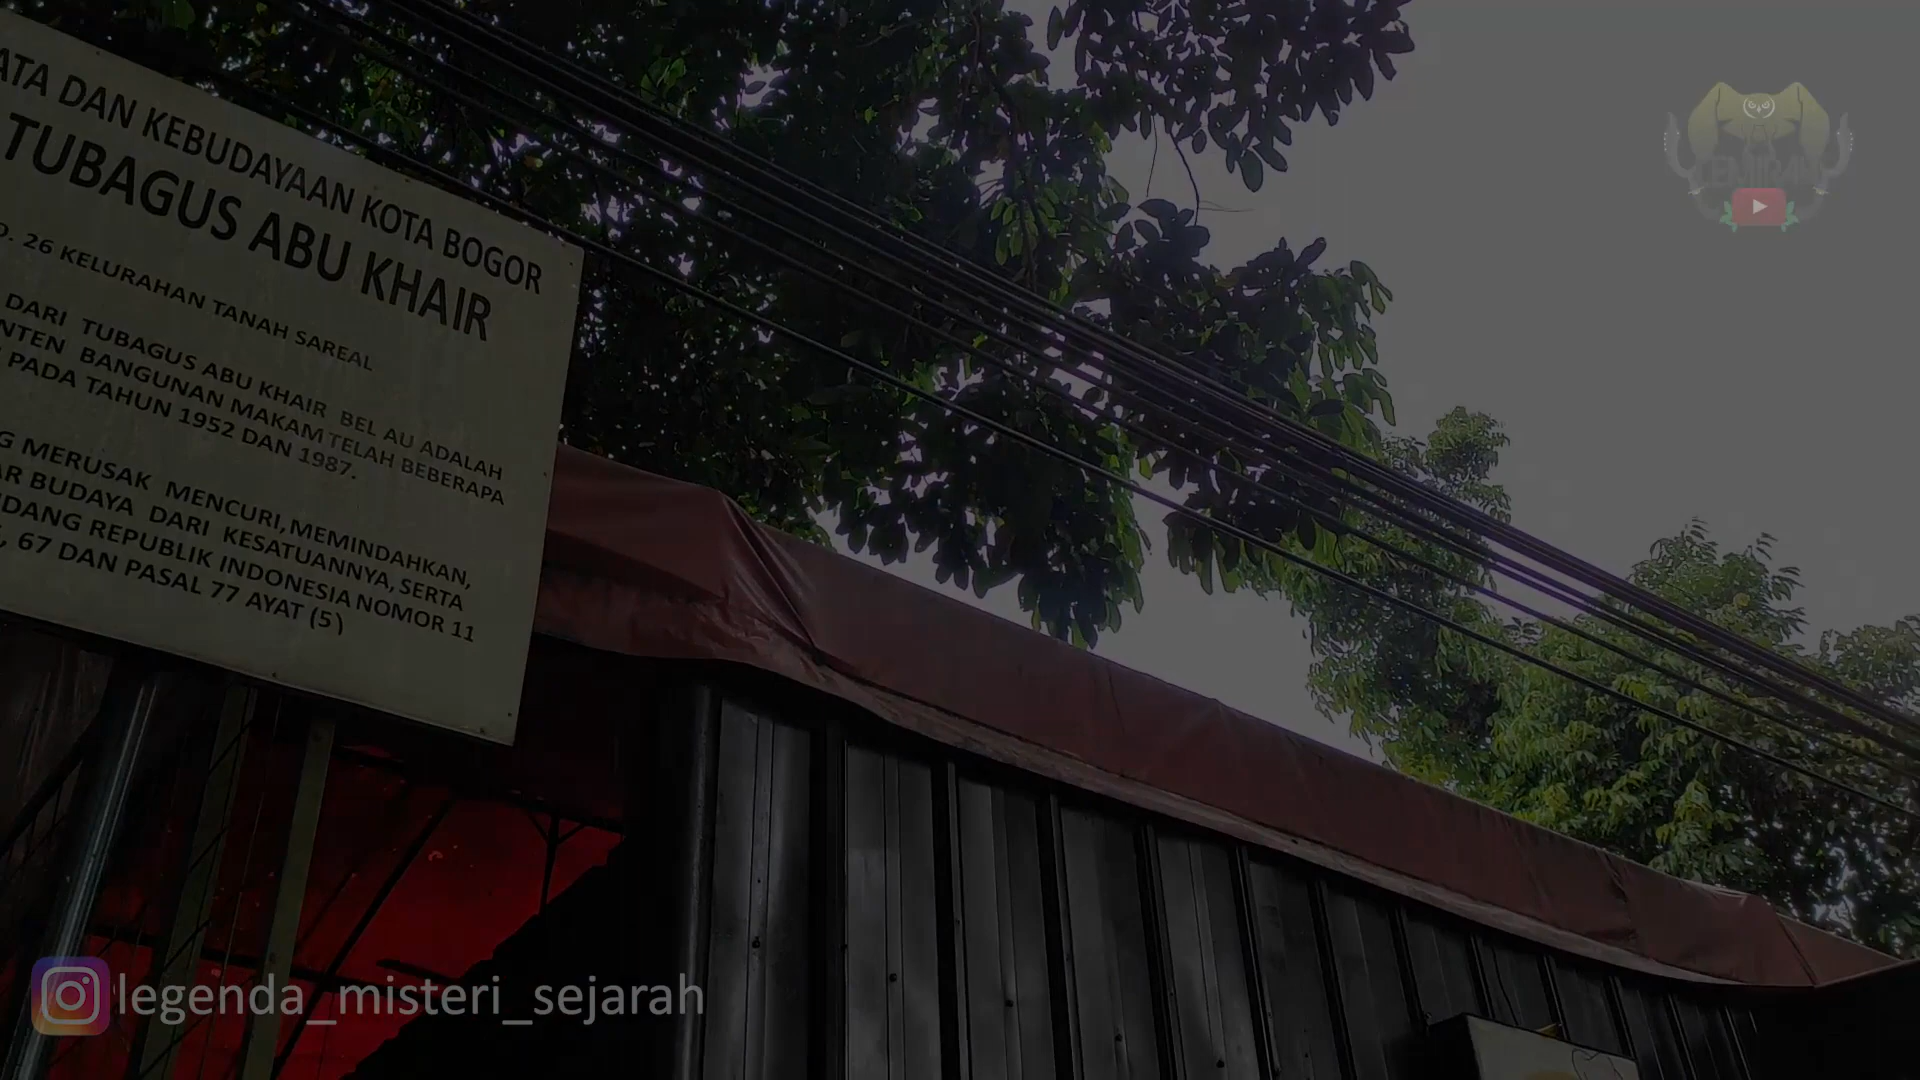 ATA DAN KEBUDAYAAN KOTA BOGOR
TUBAGUS ABU KHAIR
O. 26 KELURAHAN TANAH SAREAL
DARI TUBAGUS ABU KHAIR BEL AU ADALAH
NTEN BANGUNAN MAKAM TELAH BEBERAPA
PADA TAHUN 1952 DAN 1987.
G MERUSAK MENCURI, MEMINDAHKAN,
AR BUDAYA DARI KESATUANNYA, SERTA
DANG REPUBLIK INDONESIA NOMOR 11
, 67 DAN PASAL 77 AYAT (5)
legenda_misteri_sejarah